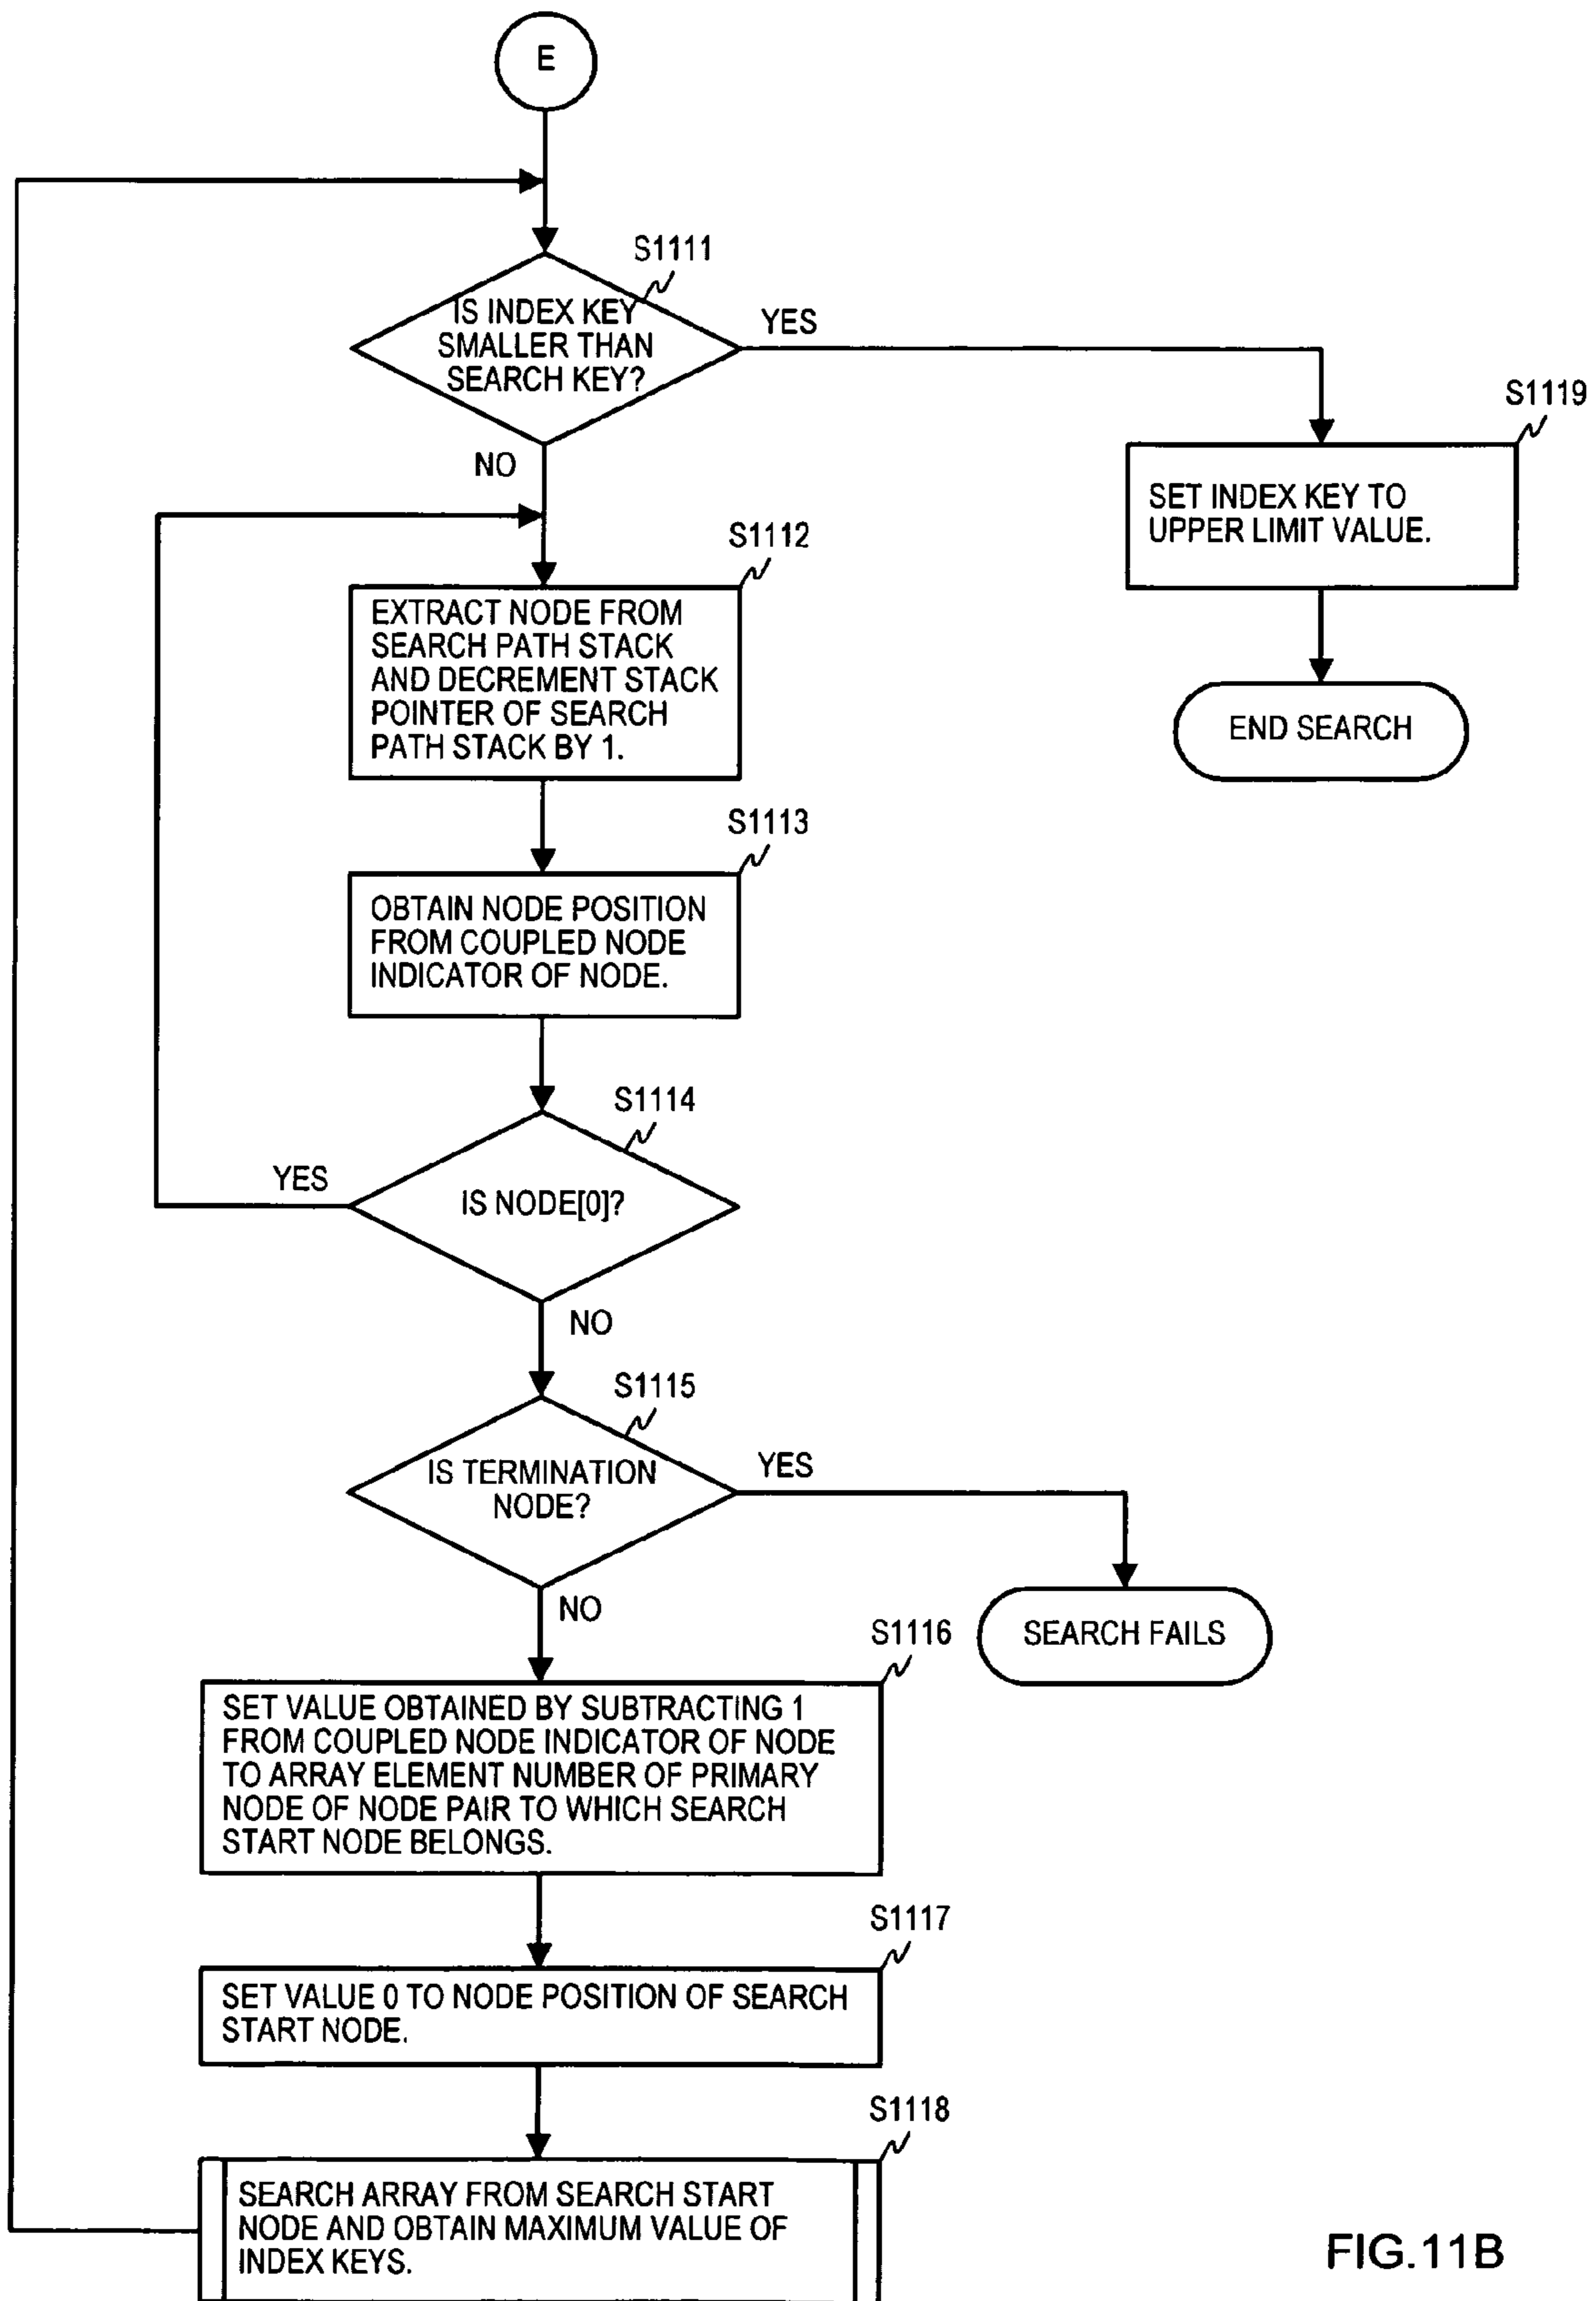 E
S1111
IS INDEX KEY
SMALLER THAN
SEARCH KEY?
YES
NO
S1119
SET INDEX KEY TO
UPPER LIMIT VALUE.
END SEARCH
S1112
EXTRACT NODE FROM
SEARCH PATH STACK
AND DECREMENT STACK
POINTER OF SEARCH
PATH STACK BY 1.
S1113
OBTAIN NODE POSITION
FROM COUPLED NODE
INDICATOR OF NODE.
S1114
YES
IS NODE[0]?
NO
S1115
IS TERMINATION
NODE?
YES
NO
SEARCH FAILS
S1116
SET VALUE OBTAINED BY SUBTRACTING 1
FROM COUPLED NODE INDICATOR OF NODE
TO ARRAY ELEMENT NUMBER OF PRIMARY
NODE OF NODE PAIR TO WHICH SEARCH
START NODE BELONGS.
S1117
SET VALUE 0 TO NODE POSITION OF SEARCH
START NODE.
S1118
SEARCH ARRAY FROM SEARCH START
NODE AND OBTAIN MAXIMUM VALUE OF
INDEX KEYS.
FIG.11B